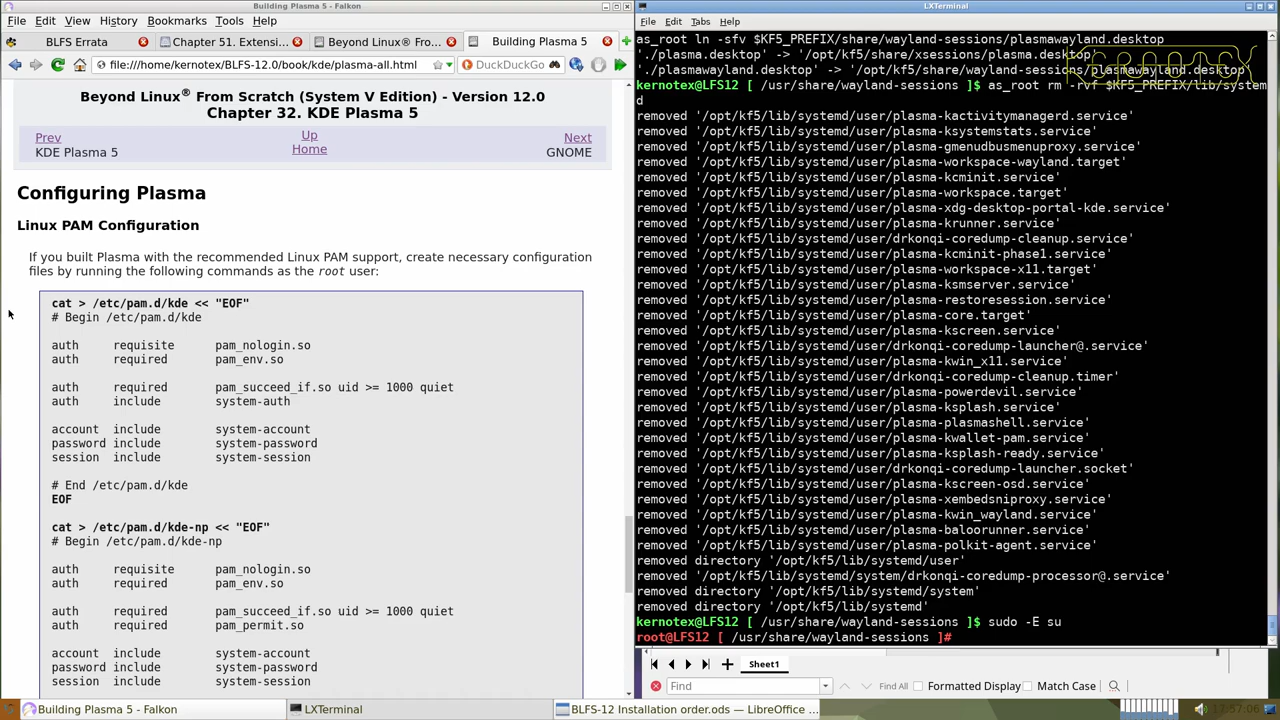 Building Plasma 5 - Falkon
File Edit View History Bookmarks Tools Help
BLFS Errata
Chapter 51. Extensi...
Beyond Linux® Fro...
Building Plasma 5
file:///home/kernotex/BLFS-12.0/book/kde/plasma-all.html
DuckDuckGo
Beyond Linux® From Scratch (System V Edition) - Version 12.0
Chapter 32. KDE Plasma 5
Prev Up Next
KDE Plasma 5 Home GNOME
Configuring Plasma
Linux PAM Configuration
If you built Plasma with the recommended Linux PAM support, create necessary configuration
files by running the following commands as the root user:
cat > /etc/pam.d/kde << "EOF"
# Begin /etc/pam.d/kde
auth requisite pam_nologin.so
auth required pam_env.so
auth required pam_succeed_if.so uid >= 1000 quiet
auth include system-auth
account include system-account
password include system-password
session include system-session
# End /etc/pam.d/kde
EOF
cat > /etc/pam.d/kde-np << "EOF"
# Begin /etc/pam.d/kde-np
auth requisite pam_nologin.so
auth required pam_env.so
auth required pam_succeed_if.so uid >= 1000 quiet
auth required pam_permit.so
account include system-account
password include system-password
session include system-session
LXTerminal
File Edit Tabs Help
as_root ln -sfv $KF5_PREFIX/share/wayland-sessions/plasmawayland.desktop
'./plasma.desktop' -> '/opt/kf5/share/xsessions/plasma.desktop'
'./plasmawayland.desktop' -> '/opt/kf5/share/wayland-sessions/plasmawayland.desktop'
KERNOTEX
kernotex@LFS12 [ /usr/share/wayland-sessions ]$ as_root rm -rvf $KF5_PREFIX/lib/system
d
removed '/opt/kf5/lib/systemd/user/plasma-kactivitymanagerd.service'
removed '/opt/kf5/lib/systemd/user/plasma-ksystemstats.service'
removed '/opt/kf5/lib/systemd/user/plasma-gmenudbusmenuproxy.service'
removed '/opt/kf5/lib/systemd/user/plasma-workspace-wayland.target'
removed '/opt/kf5/lib/systemd/user/plasma-kcminit.service'
removed '/opt/kf5/lib/systemd/user/plasma-workspace.target'
removed '/opt/kf5/lib/systemd/user/plasma-xdg-desktop-portal-kde.service'
removed '/opt/kf5/lib/systemd/user/plasma-krunner.service'
removed '/opt/kf5/lib/systemd/user/drkonqi-coredump-cleanup.service'
removed '/opt/kf5/lib/systemd/user/plasma-kcminit-phase1.service'
removed '/opt/kf5/lib/systemd/user/plasma-workspace-x11.target'
removed '/opt/kf5/lib/systemd/user/plasma-ksmserver.service'
removed '/opt/kf5/lib/systemd/user/plasma-restoresession.service'
removed '/opt/kf5/lib/systemd/user/plasma-core.target'
removed '/opt/kf5/lib/systemd/user/plasma-kscreen.service'
removed '/opt/kf5/lib/systemd/user/drkonqi-coredump-launcher@.service'
removed '/opt/kf5/lib/systemd/user/plasma-kwin_x11.service'
removed '/opt/kf5/lib/systemd/user/drkonqi-coredump-cleanup.timer'
removed '/opt/kf5/lib/systemd/user/plasma-powerdevil.service'
removed '/opt/kf5/lib/systemd/user/plasma-ksplash.service'
removed '/opt/kf5/lib/systemd/user/plasma-plasmashell.service'
removed '/opt/kf5/lib/systemd/user/plasma-kwallet-pam.service'
removed '/opt/kf5/lib/systemd/user/plasma-ksplash-ready.service'
removed '/opt/kf5/lib/systemd/user/drkonqi-coredump-launcher.socket'
removed '/opt/kf5/lib/systemd/user/plasma-kscreen-osd.service'
removed '/opt/kf5/lib/systemd/user/plasma-xembedsniproxy.service'
removed '/opt/kf5/lib/systemd/user/plasma-kwin_wayland.service'
removed '/opt/kf5/lib/systemd/user/plasma-baloorunner.service'
removed '/opt/kf5/lib/systemd/user/plasma-polkit-agent.service'
removed directory '/opt/kf5/lib/systemd/user'
removed '/opt/kf5/lib/systemd/system/drkonqi-coredump-processor@.service'
removed directory '/opt/kf5/lib/systemd/system'
removed directory '/opt/kf5/lib/systemd'
kernotex@LFS12 [ /usr/share/wayland-sessions ]$ sudo -E su
root@LFS12 [ /usr/share/wayland-sessions ]#
Sheet1
Find Find All Formatted Display Match Case
Building Plasma 5 - Falkon
LXTerminal
BLFS-12 Installation order.ods — LibreOffice ...
17:57:06